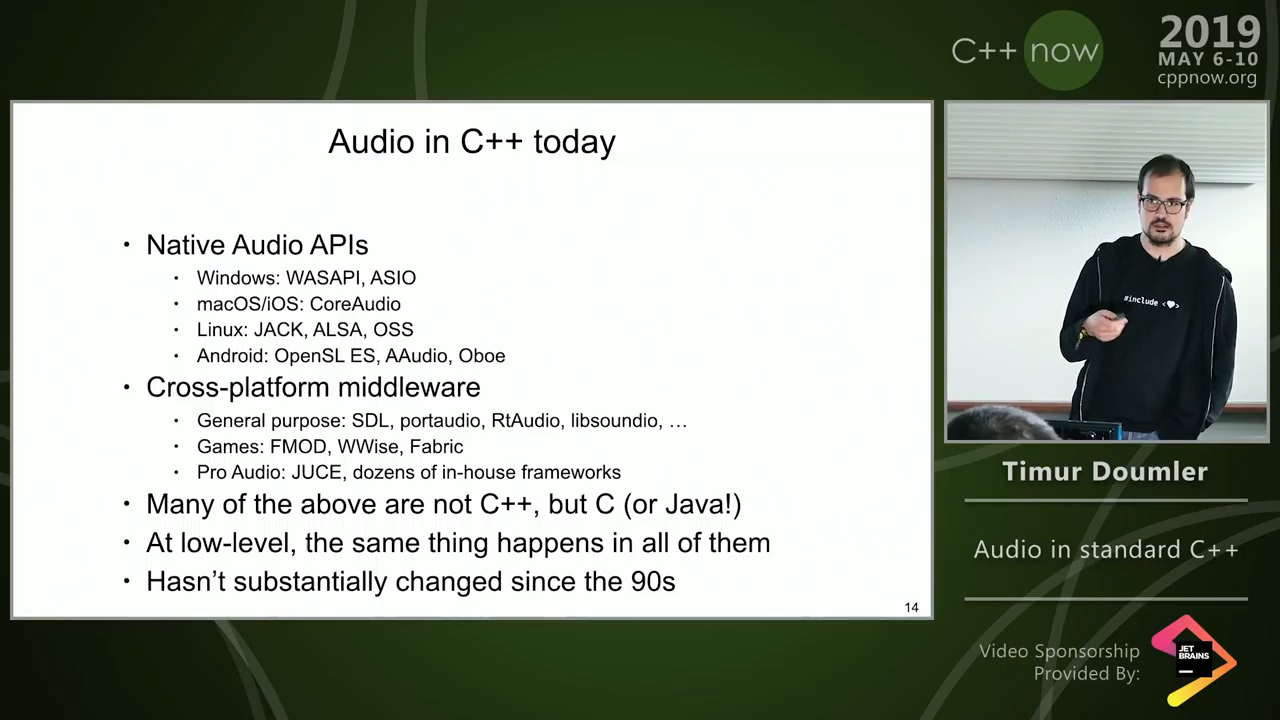 C++ now
2019
MAY 6-10
cppnow.org
Audio in C++ today
• Native Audio APIs
• Windows: WASAPI, ASIO
• macOS/iOS: CoreAudio
• Linux: JACK, ALSA, OSS
• Android: OpenSL ES, AAudio, Oboe
• Cross-platform middleware
• General purpose: SDL, portaudio, RtAudio, libsoundio, …
• Games: FMOD, WWise, Fabric
• Pro Audio: JUCE, dozens of in-house frameworks
• Many of the above are not C++, but C (or Java!)
• At low-level, the same thing happens in all of them
• Hasn’t substantially changed since the 90s
14
#include <♥>
Timur Doumler
Audio in standard C++
Video Sponsorship
Provided By:
JET
BRAINS